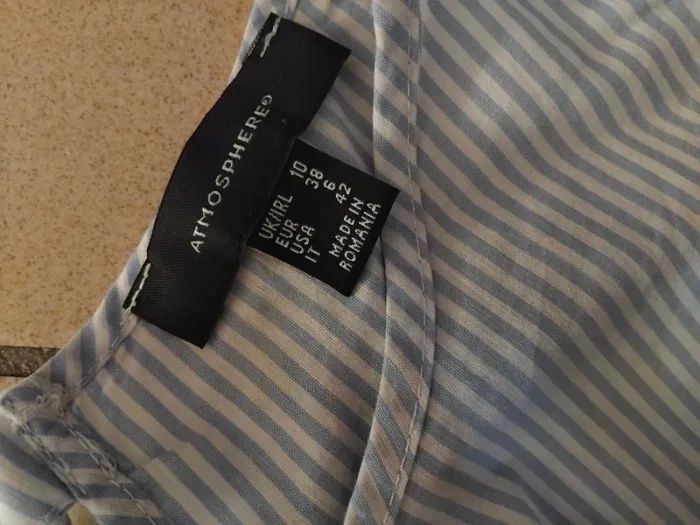 ATMOSPHERE®
UK/IRL 10
EUR 38
USA 6
IT 42
MADE IN
ROMANIA